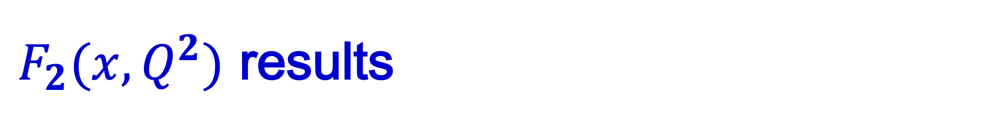 F₂(x, Q²) results